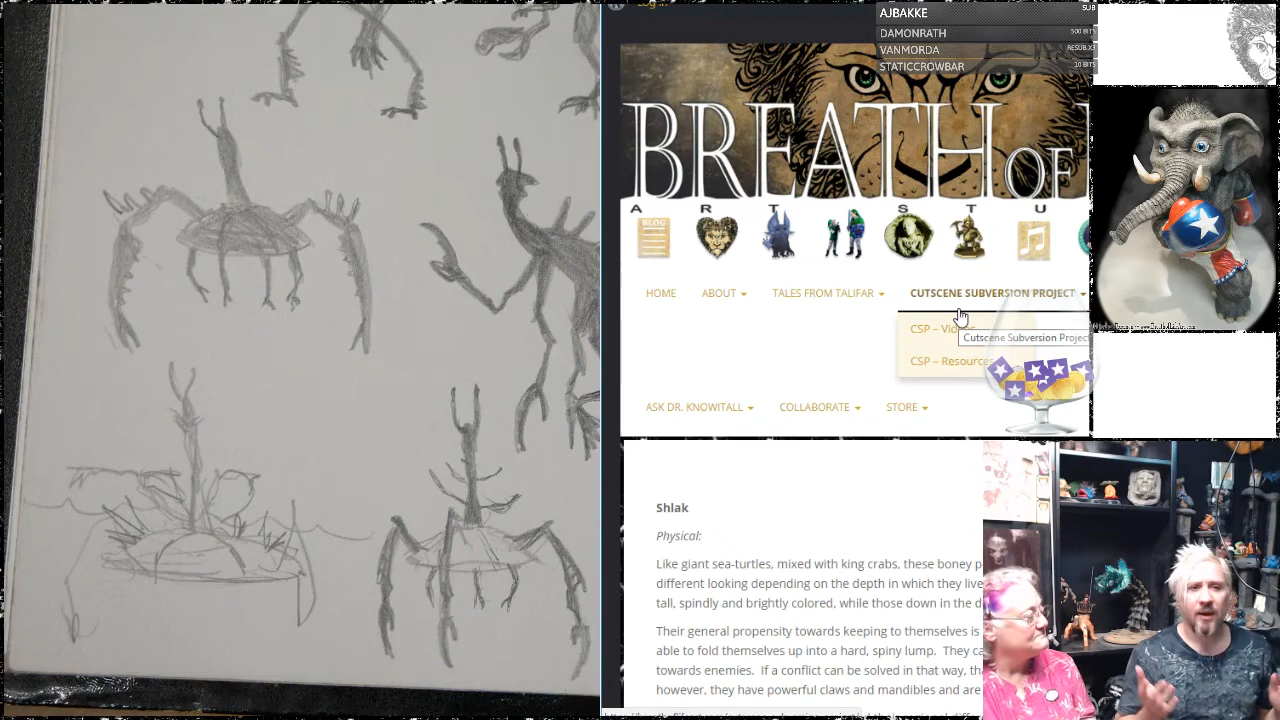 AJBAKKE SUB
DAMONRATH 500 BITS
VANMORDA RESUB X3
STATICCROWBAR 10 BITS
BREATH OF
A R T S T U
BLOG
HOME ABOUT TALES FROM TALIFAR CUTSCENE SUBVERSION PROJECT
CSP –
Cutscene Subversion Project
CSP – Resources
ASK DR. KNOWITALL COLLABORATE STORE
Shlak
Physical:
Like giant sea-turtles, mixed with king crabs, these boney p
different looking depending on the depth in which they live
tall, spindly and brightly colored, while those down in the d
Their general propensity towards keeping to themselves is
able to fold themselves up into a hard, spiny lump. They ca
towards enemies. If a conflict can be solved in that way, th
however, they have powerful claws and mandibles and are